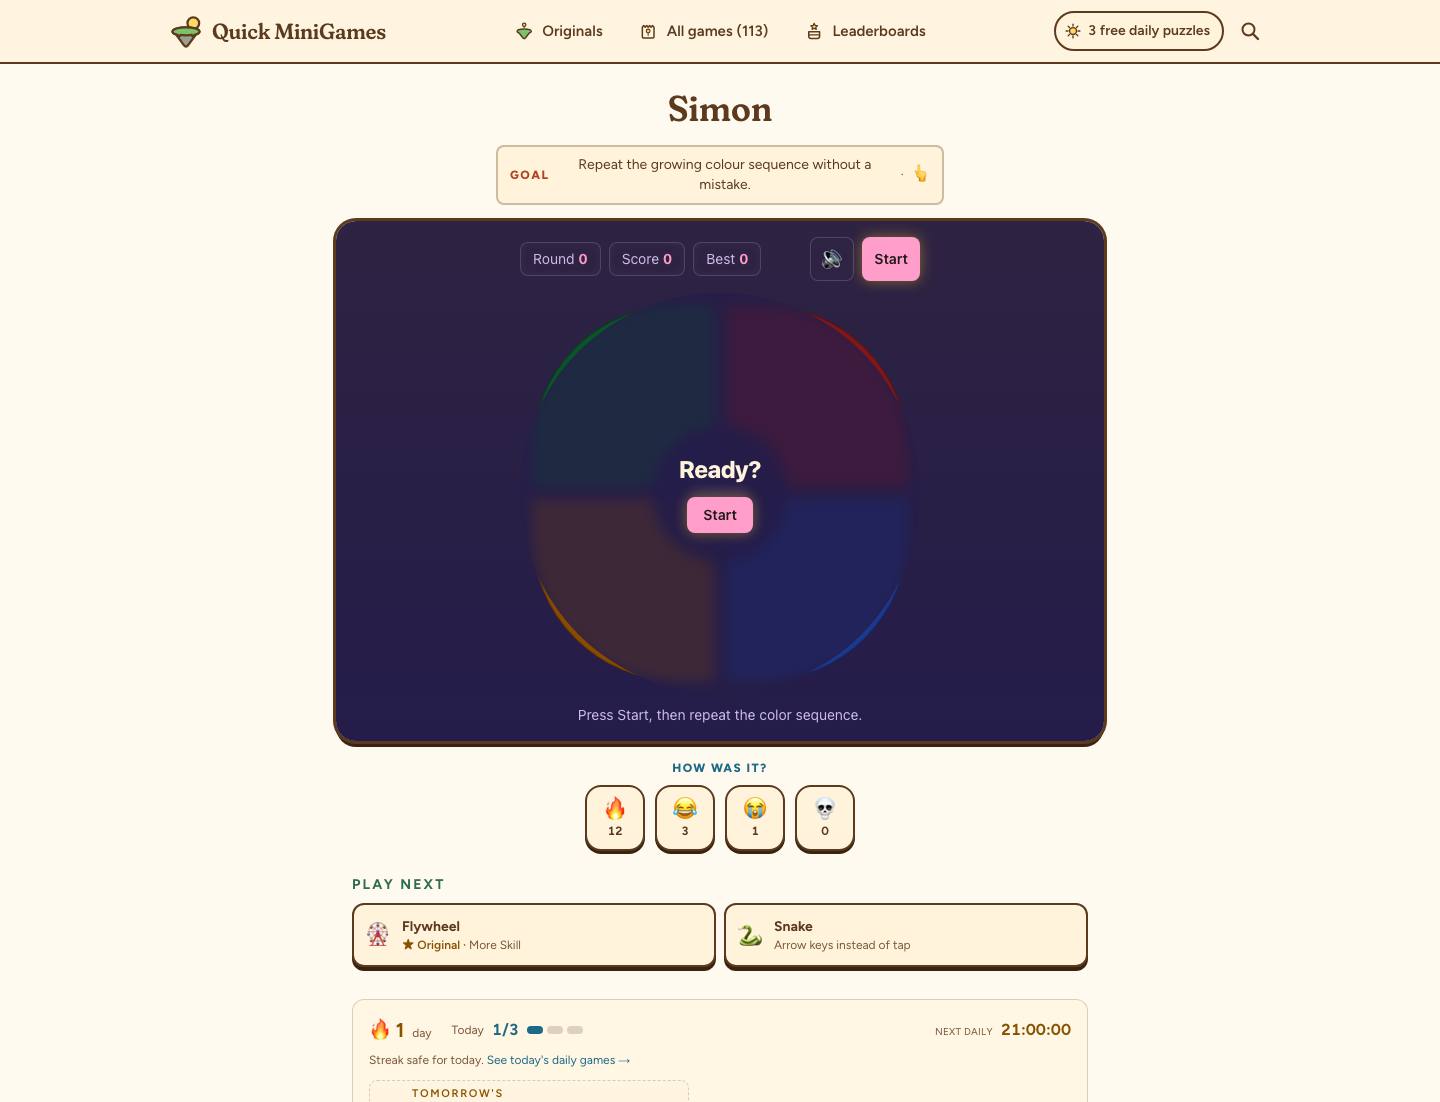 Quick MiniGames
Originals
All games (113)
Leaderboards
3 free daily puzzles
Simon
GOAL
Repeat the growing colour sequence without a
mistake.
·
Round 0
Score 0
Best 0
Start
Ready?
Start
Press Start, then repeat the color sequence.
HOW WAS IT?
12
3
1
0
PLAY NEXT
Flywheel
Original · More Skill
Snake
Arrow keys instead of tap
1 day
Today 1/3
NEXT DAILY 21:00:00
Streak safe for today. See today's daily games →
TOMORROW'S